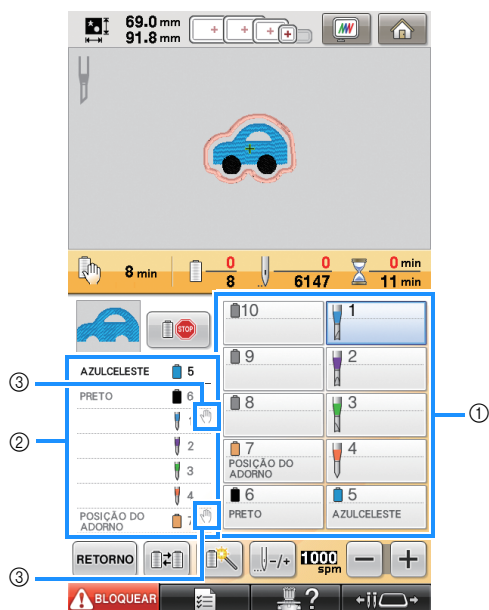 69.0 mm
91.8 mm
8 min
0
8
0
6147
0 min
11 min
STOP
10
1
9
2
8
3
7
POSIÇÃO DO
ADORNO
4
6
PRETO
5
AZULCELESTE
AZULCELESTE 5
PRETO 6
1
2
3
4
POSIÇÃO DO
ADORNO
7
③
②
①
③
RETORNO
-/+
1000
spm
−
+
BLOQUEAR
?